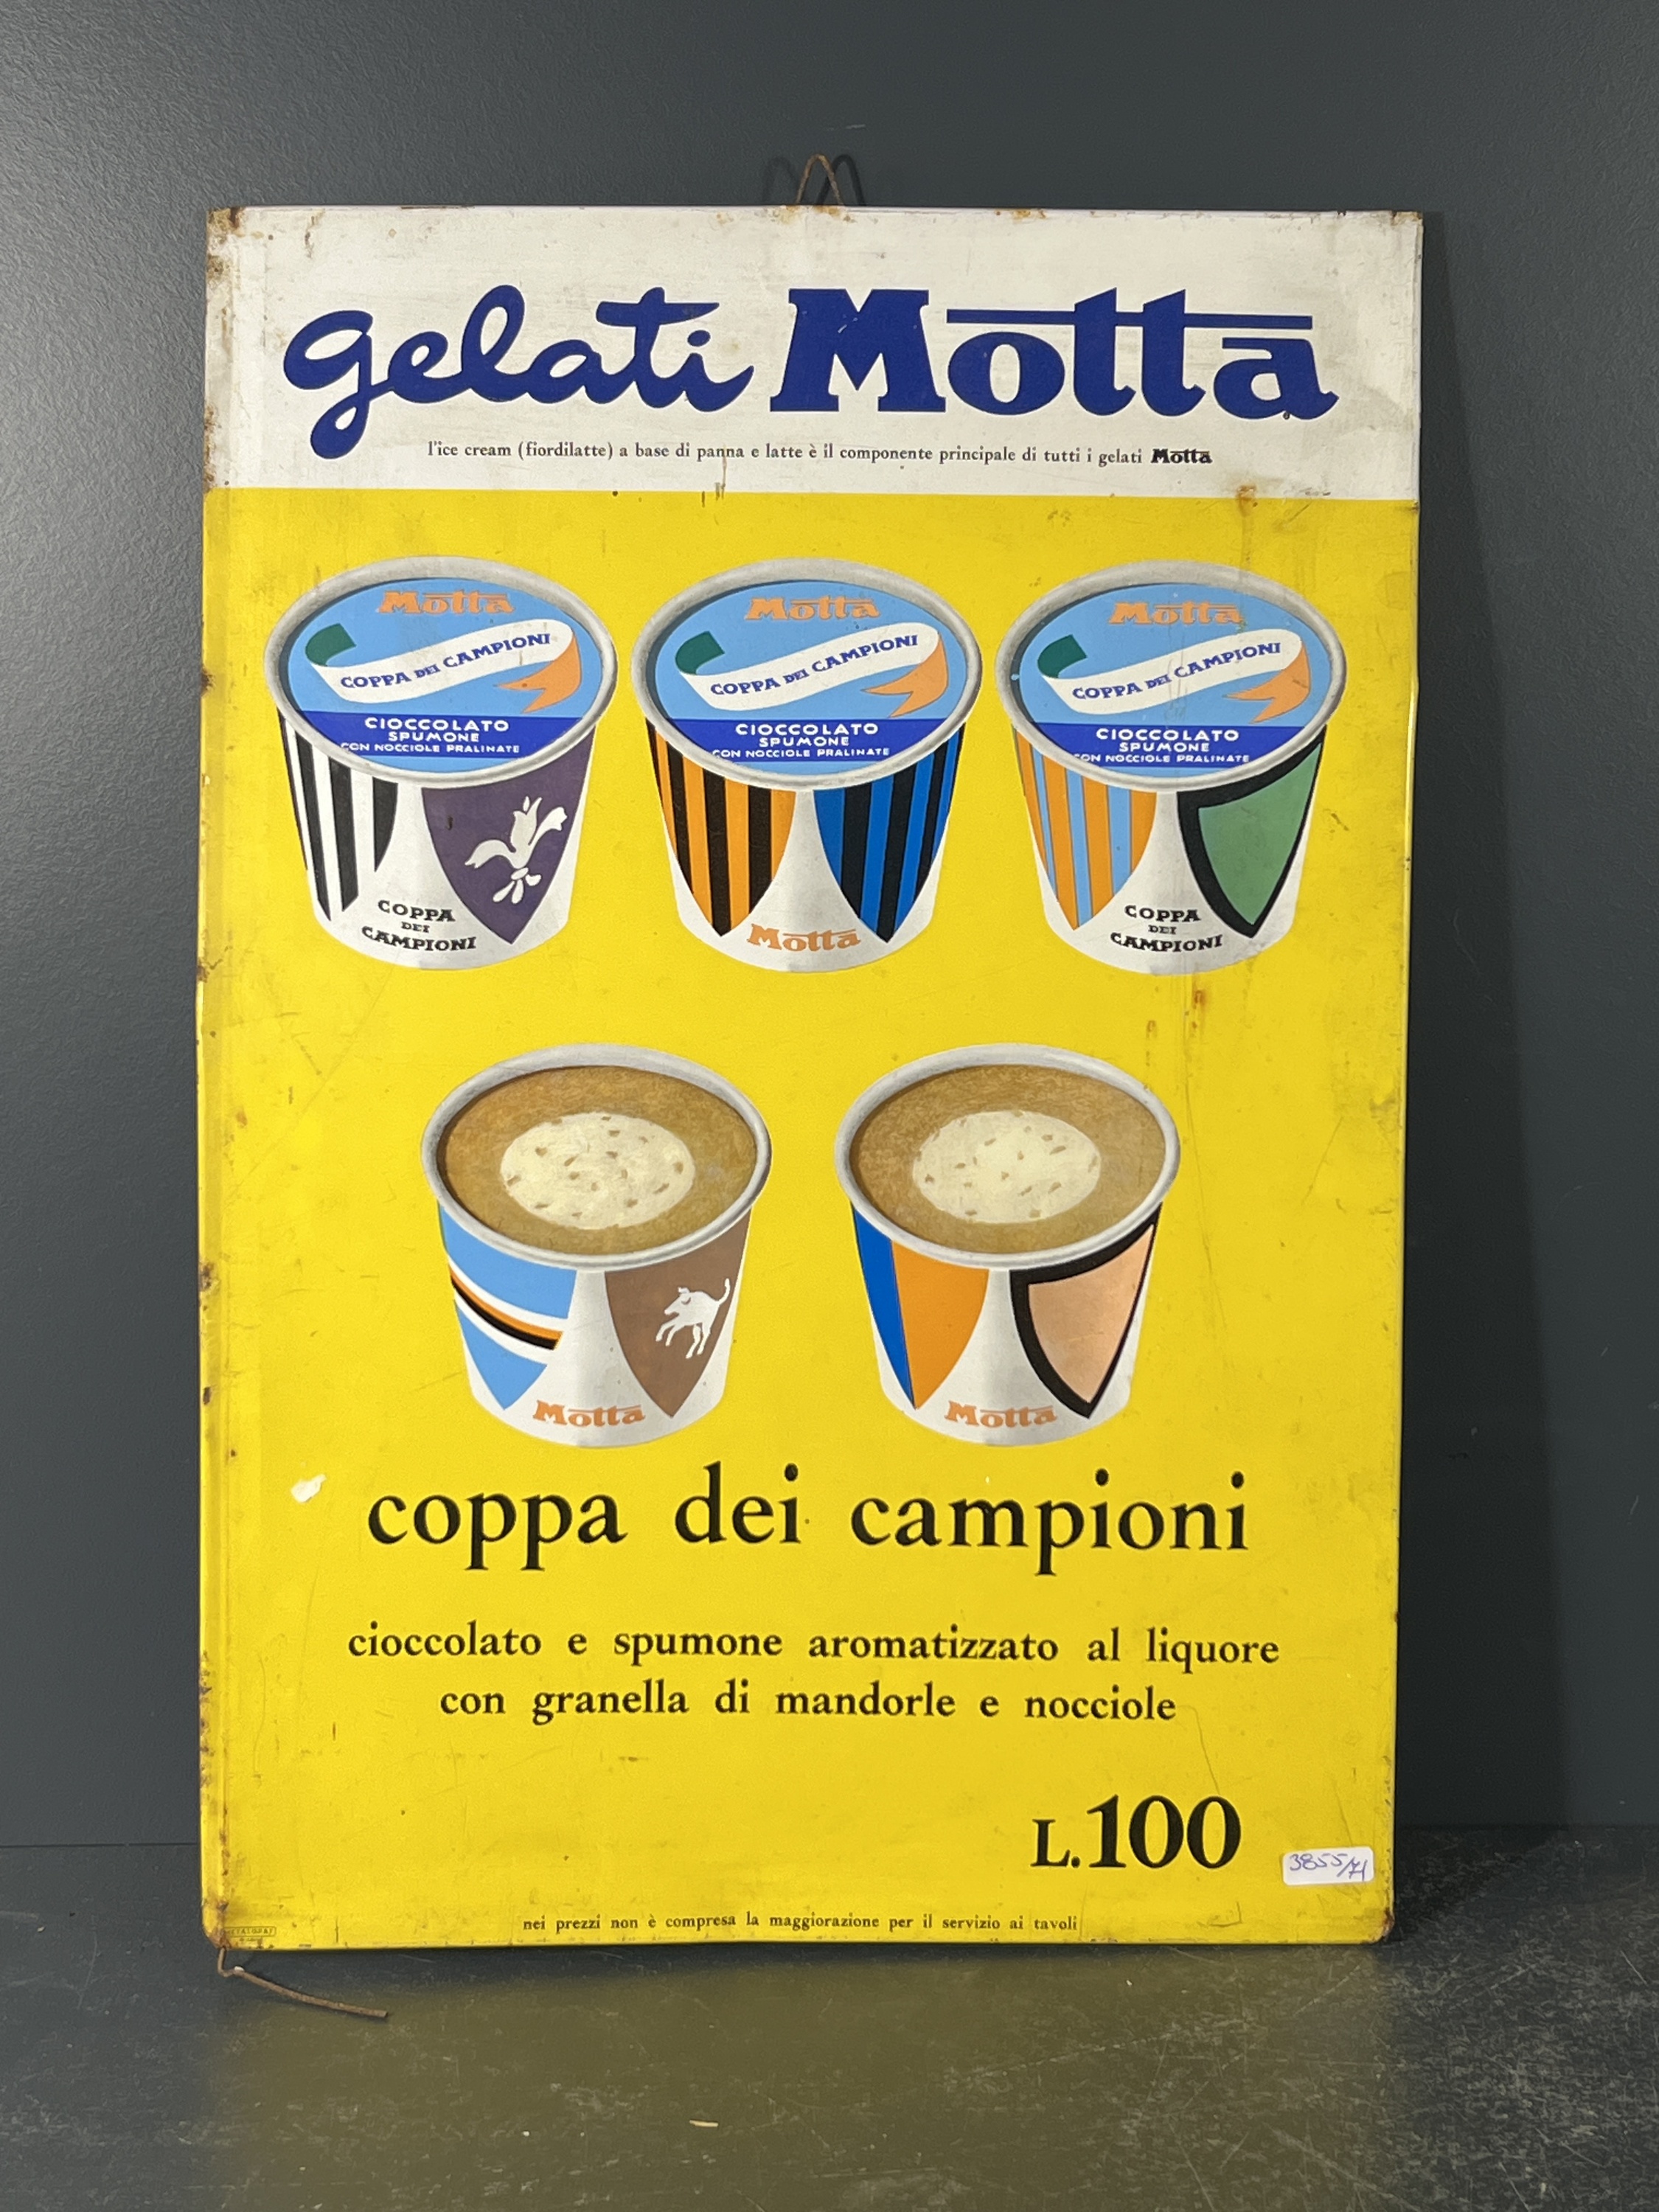 gelati Motta
l'ice cream (fiordilatte) a base di panna e latte è il componente principale di tutti i gelati Motta
Motta
COPPA DEI CAMPIONI
CIOCCOLATO
SPUMONE
CON NOCCIOLE PRALINATE
COPPA
DEI
CAMPIONI
Motta
COPPA DEI CAMPIONI
CIOCCOLATO
SPUMONE
CON NOCCIOLE PRALINATE
Motta
Motta
COPPA DEI CAMPIONI
CIOCCOLATO
SPUMONE
CON NOCCIOLE PRALINATE
COPPA
DEI
CAMPIONI
Motta
Motta
coppa dei campioni
cioccolato e spumone aromatizzato al liquore
con granella di mandorle e nocciole
L.100
3855/71
nei prezzi non è compresa la maggiorazione per il servizio ai tavoli